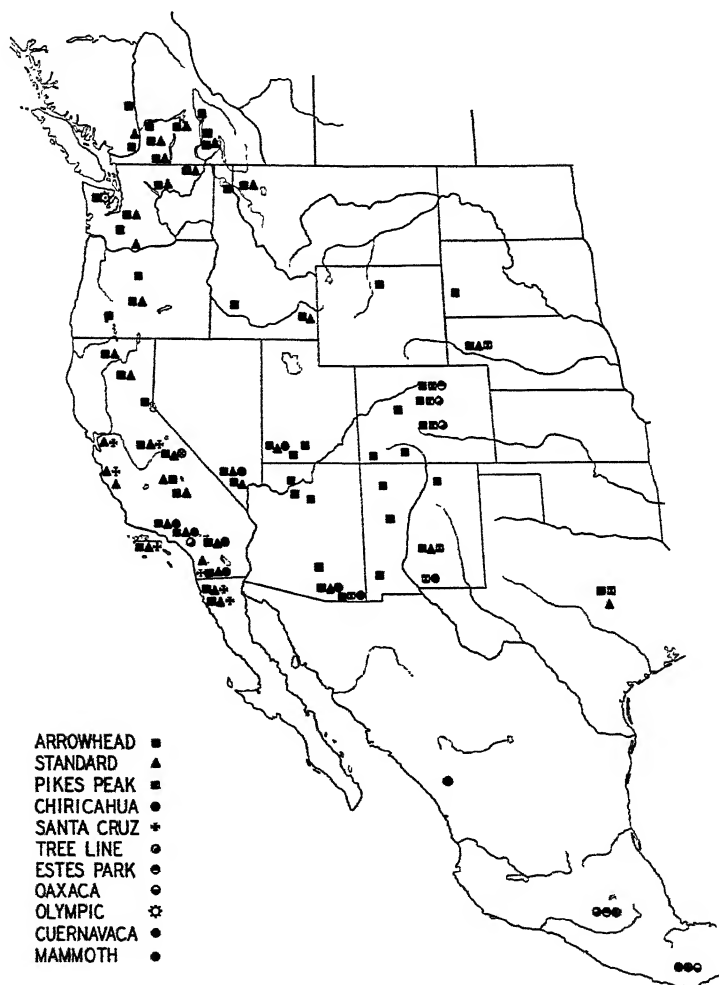 ARROWHEAD
STANDARD
PIKES PEAK
CHIRICAHUA
SANTA CRUZ
TREE LINE
ESTES PARK
OAXACA
OLYMPIC
CUERNAVACA
MAMMOTH